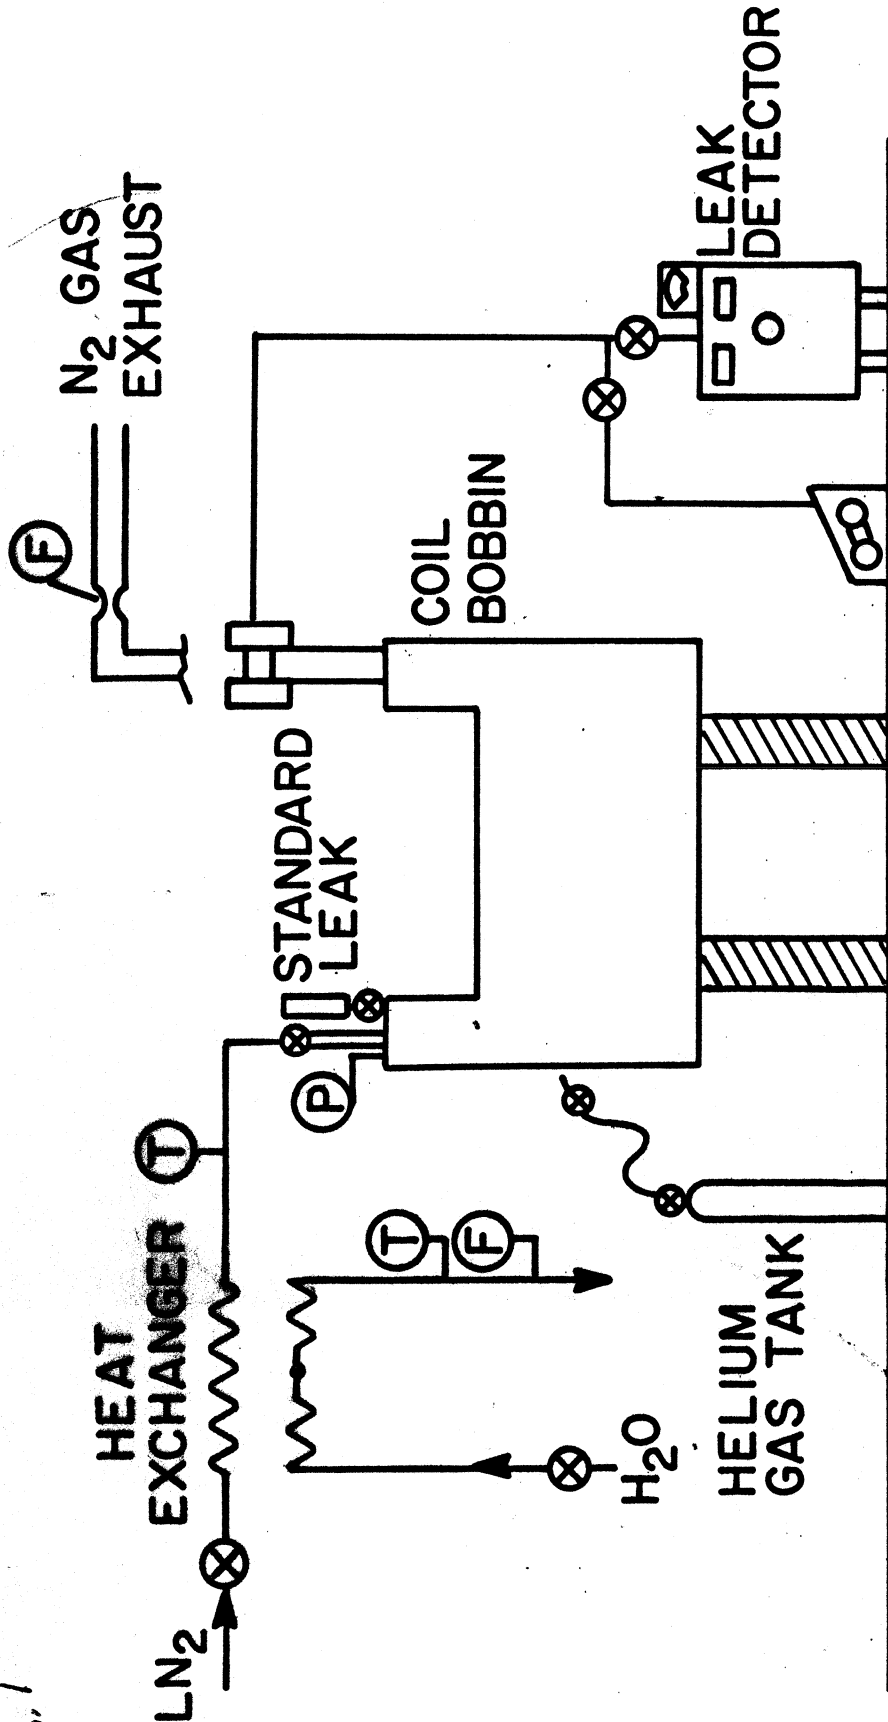 LN2
HEAT
EXCHANGER
T
H2O
T
F
P
STANDARD
LEAK
F
N2 GAS
EXHAUST
COIL
BOBBIN
HELIUM
GAS TANK
LEAK
DETECTOR